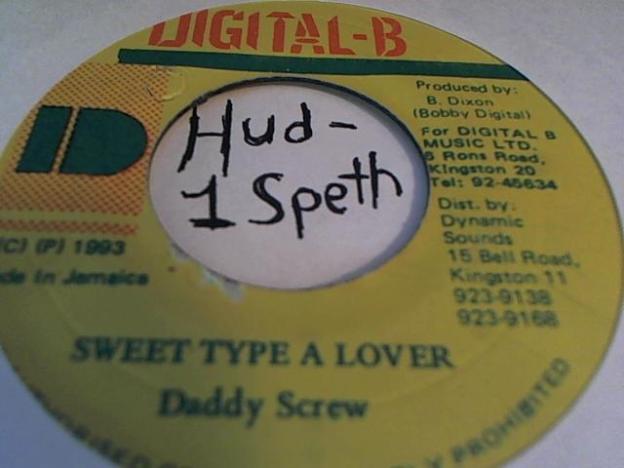 DIGITAL-B
Produced by:
B. Dixon
(Bobby Digital)
For DIGITAL B
MUSIC LTD.
6 Rons Road,
Kingston 20
Tel: 92-45634
Dist. by:
Dynamic
Sounds
15 Bell Road,
Kingston 11
923-9138
923-9168
D
Hud-
1 Speth
(C) (P) 1993
de In Jamaica
SWEET TYPE A LOVER
Daddy Screw
PROHIBITED